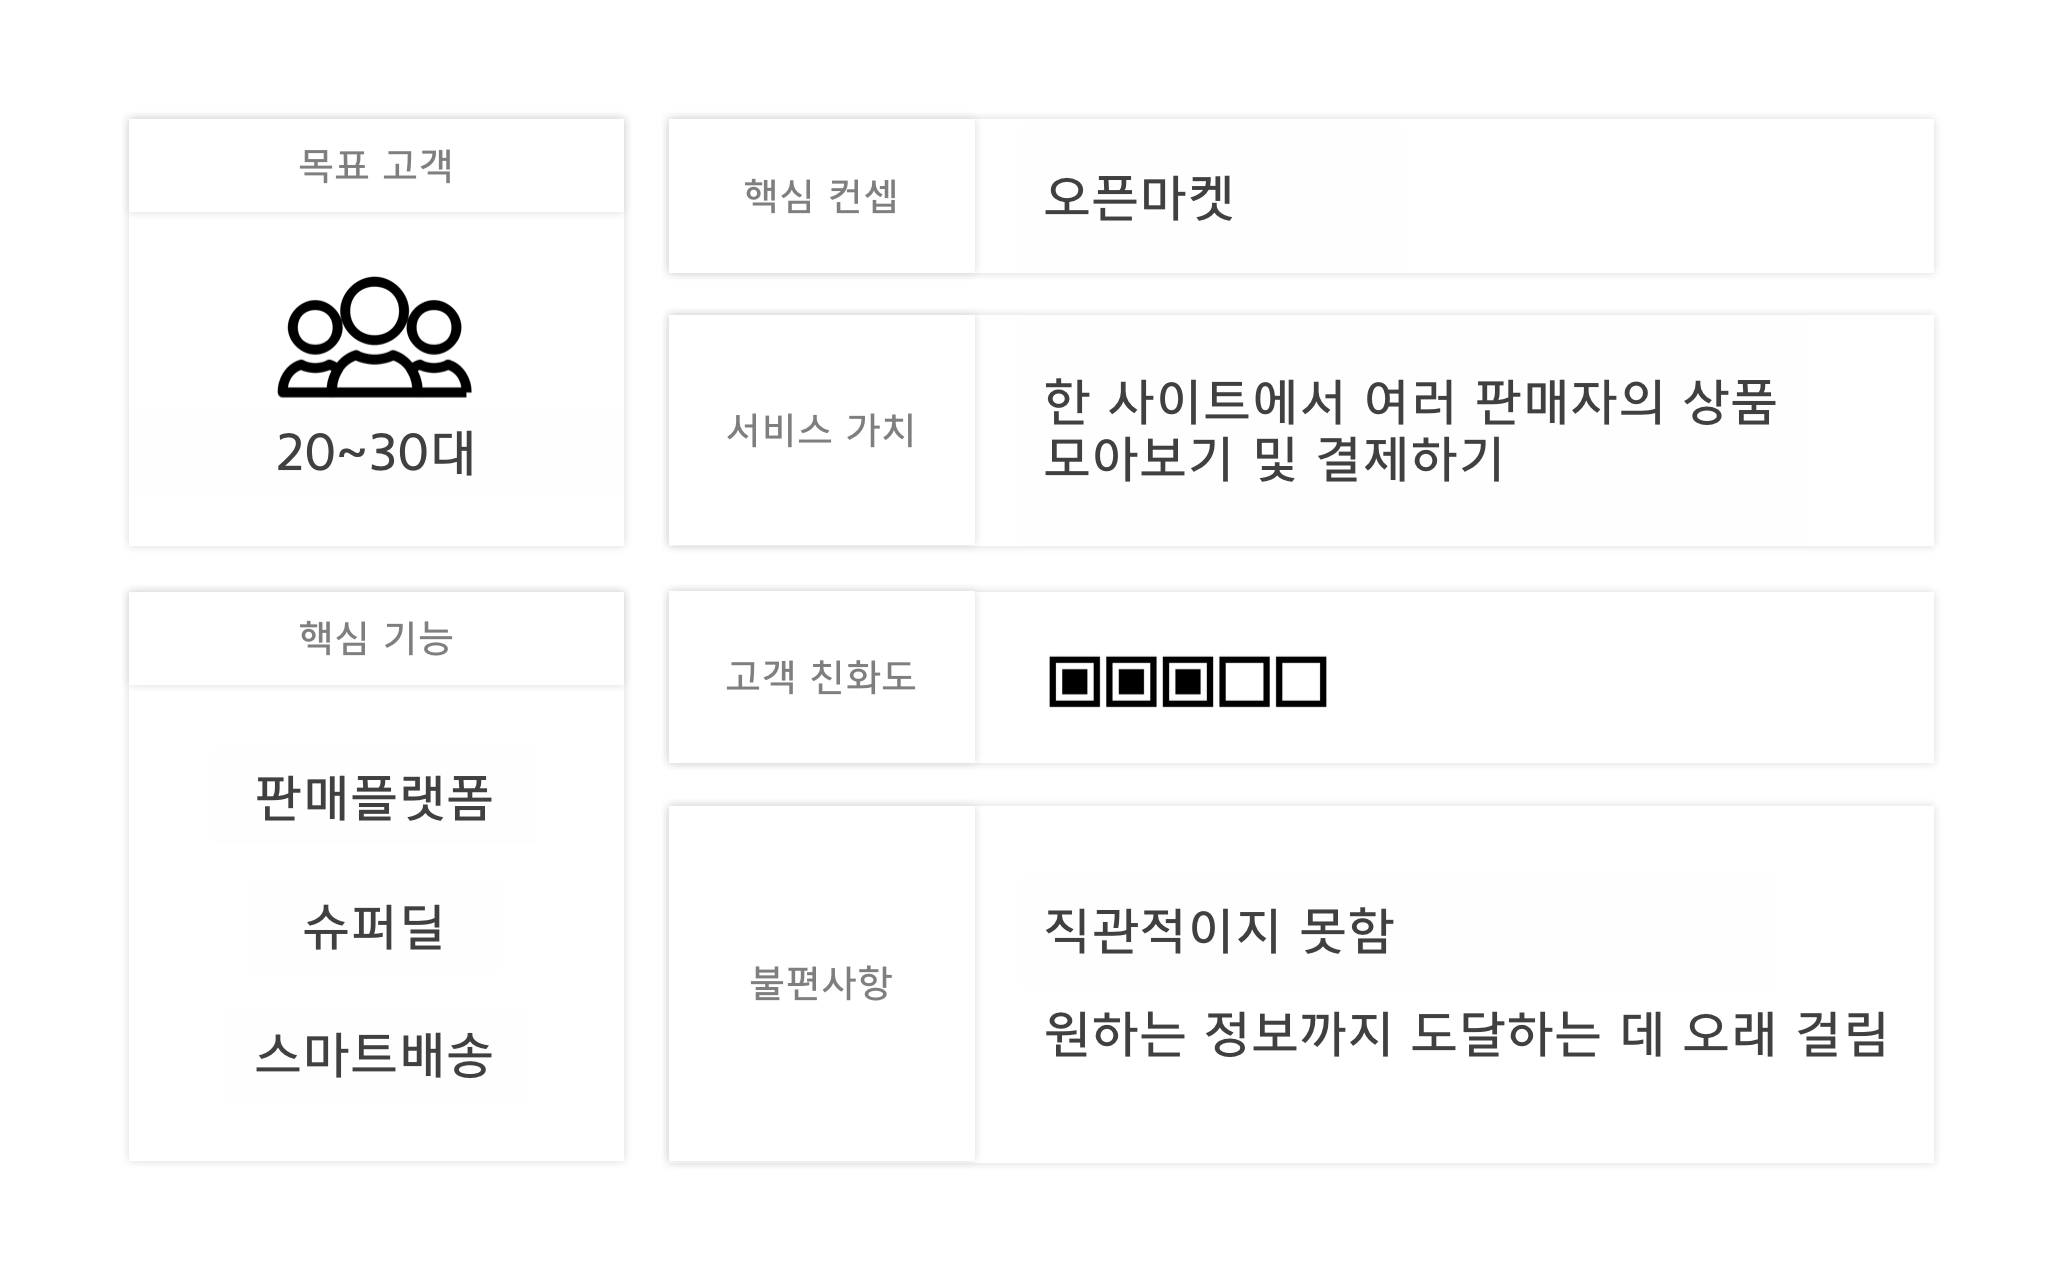 목표 고객
20~30대
핵심 컨셉
오픈마켓
서비스 가치
한 사이트에서 여러 판매자의 상품
모아보기 및 결제하기
핵심 기능
판매플랫폼
슈퍼딜
스마트배송
고객 친화도
불편사항
직관적이지 못함
원하는 정보까지 도달하는 데 오래 걸림